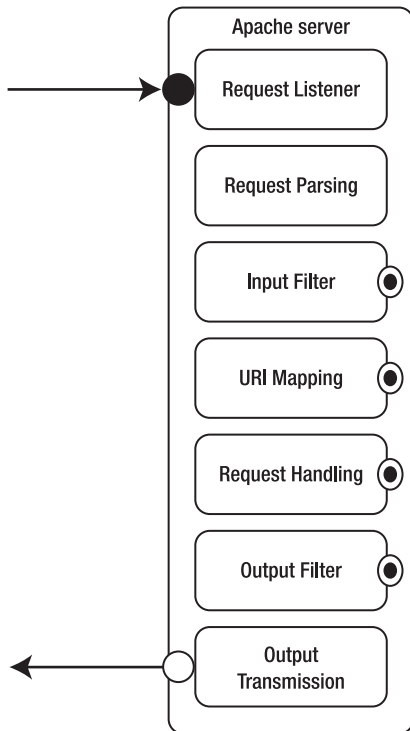 Apache server
Request Listener
Request Parsing
Input Filter
URI Mapping
Request Handling
Output Filter
Output
Transmission